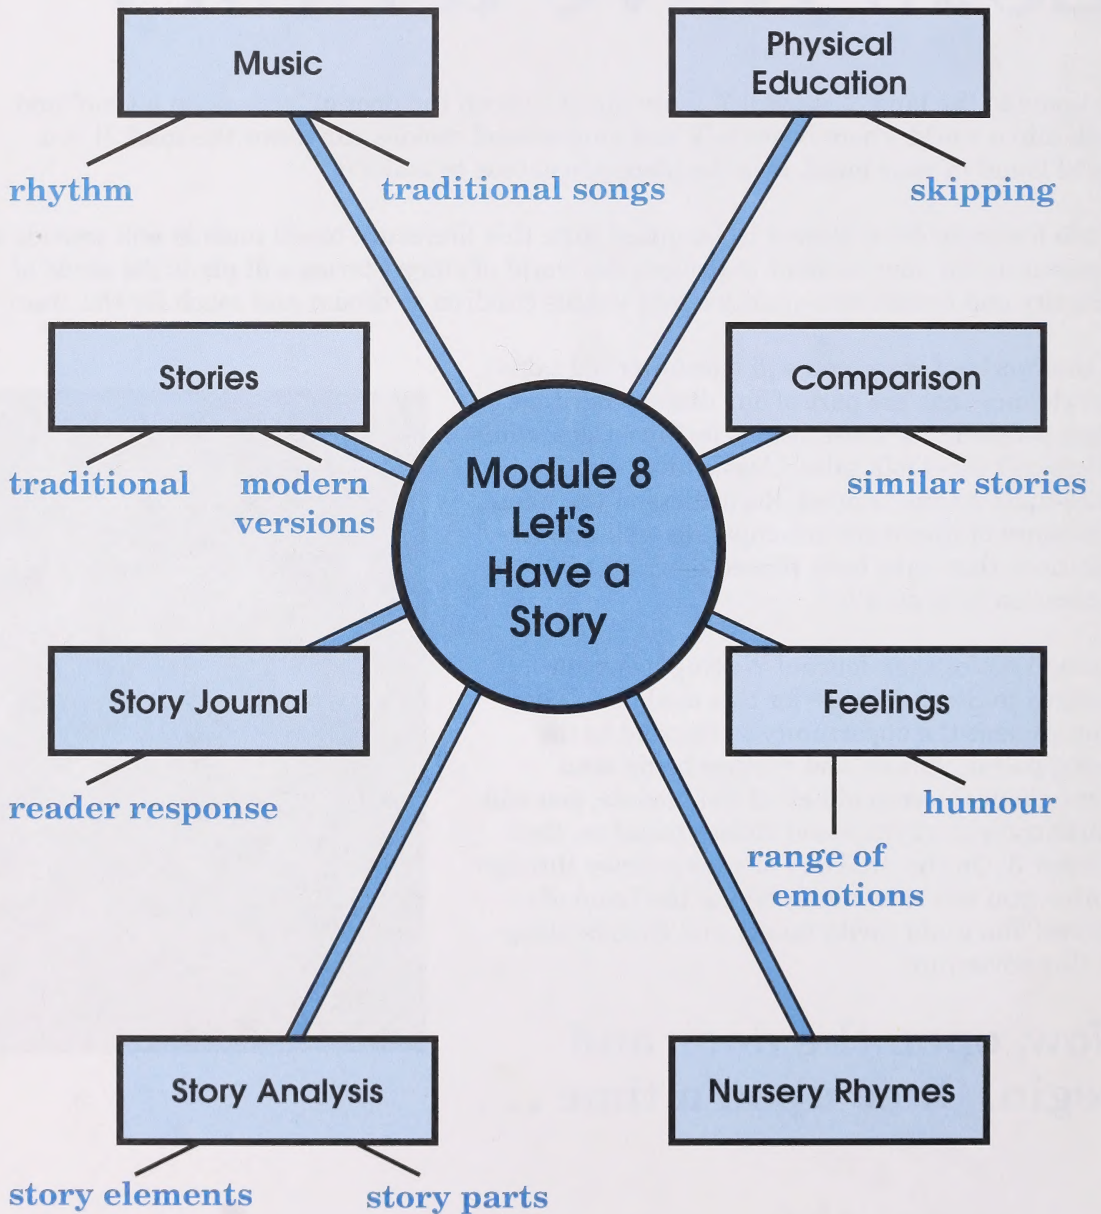 Music
rhythm
traditional songs
Physical
Education
skipping
Stories
traditional
modern
versions
Comparison
similar stories
Module 8
Let's
Have a
Story
Story Journal
reader response
Feelings
humour
range of
emotions
Story Analysis
story elements
story parts
Nursery Rhymes